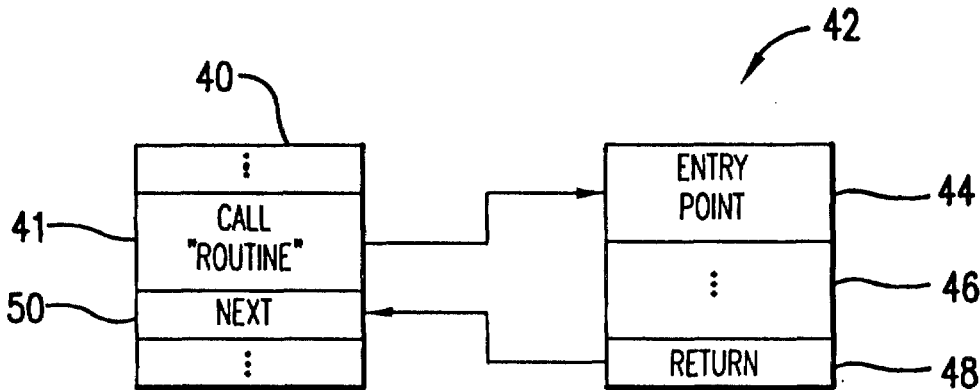 42
40
⋮
ENTRY
POINT
44
CALL
"ROUTINE"
41
⋮
46
NEXT
50
⋮
RETURN
48